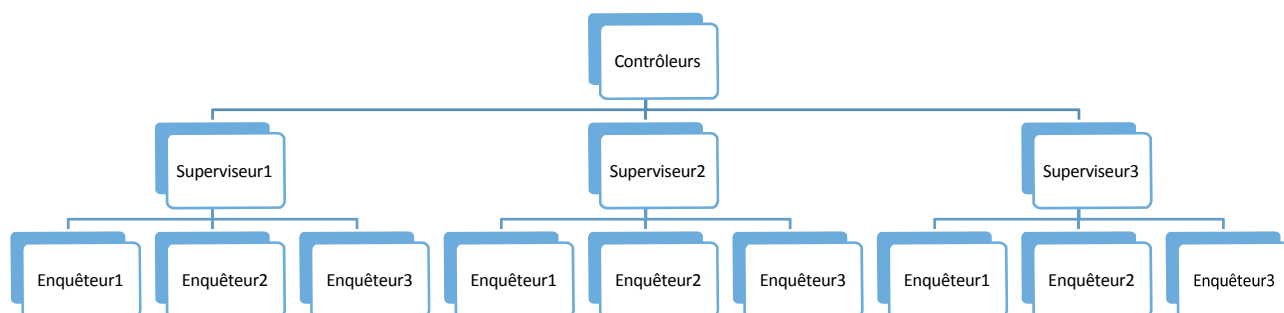 Contrôleurs
Superviseur1
Superviseur2
Superviseur3
Enquêteur1
Enquêteur2
Enquêteur3
Enquêteur1
Enquêteur2
Enquêteur3
Enquêteur1
Enquêteur2
Enquêteur3